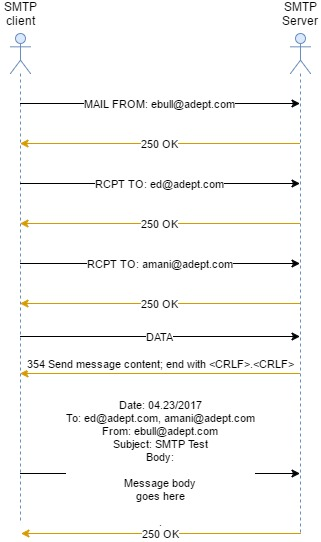 SMTP
client
SMTP
Server
MAIL FROM: ebull@adept.com
250 OK
RCPT TO: ed@adept.com
250 OK
RCPT TO: amani@adept.com
250 OK
DATA
354 Send message content; end with <CRLF>.<CRLF>
Date: 04.23/2017
To: ed@adept.com, amani@adept.com
From: ebull@adept.com
Subject: SMTP Test
Body:
Message body
goes here
.
250 OK